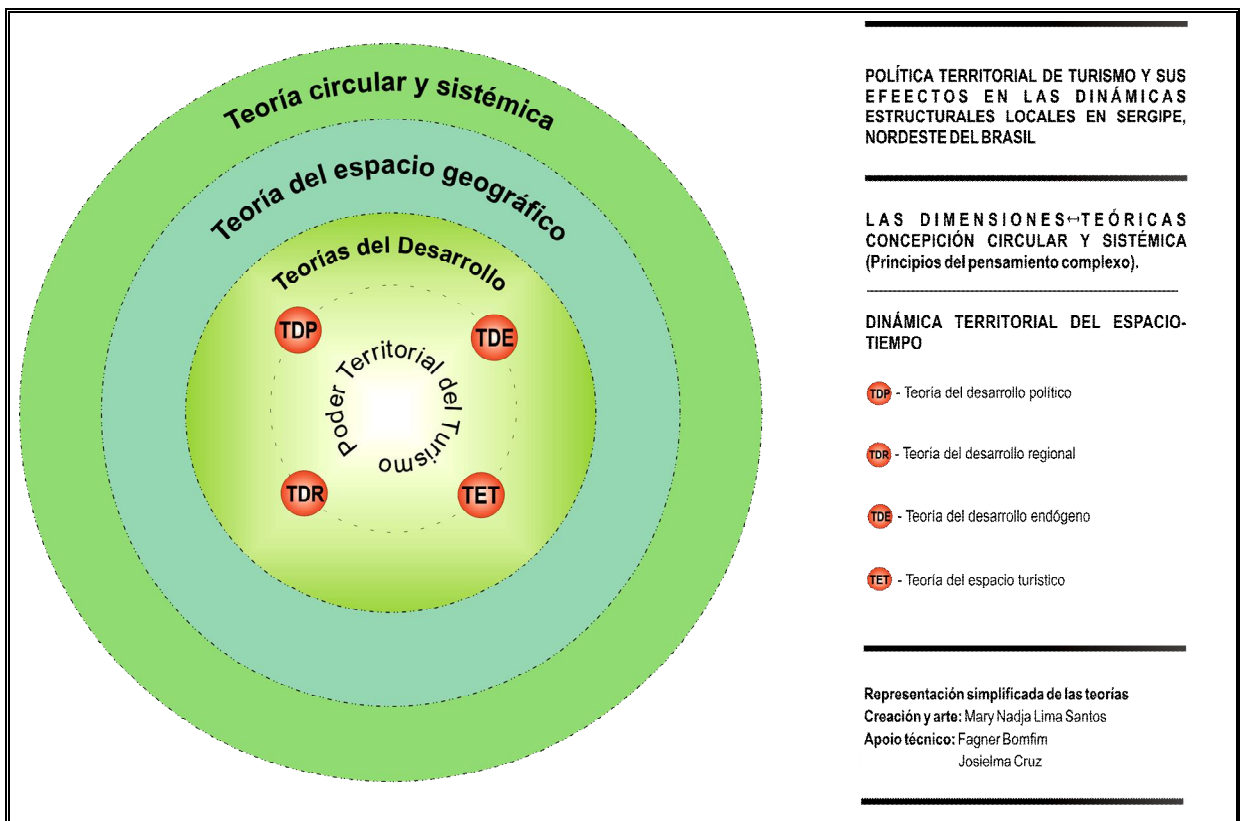 Teoría circular y sistémica
Teoría del espacio geográfico
Teorías del Desarrollo
TDP
TDE
Poder Territorial del Turismo
TDR
TET
POLÍTICA TERRITORIAL DE TURISMO Y SUS
EFEECTOS EN LAS DINÁMICAS
ESTRUCTURALES LOCALES EN SERGIPE,
NORDESTE DEL BRASIL
LAS DIMENSIONES↔TEÓRICAS
CONCEPICIÓN CIRCULAR Y SISTÉMICA
(Principios del pensamiento complexo).
DINÁMICA TERRITORIAL DEL ESPACIO-
TIEMPO
TDP - Teoría del desarrollo político
TDR - Teoría del desarrollo regional
TDE - Teoría del desarrollo endógeno
TET - Teoría del espacio turístico
Representación simplificada de las teorías
Creación y arte: Mary Nadja Lima Santos
Apoio técnico: Fagner Bomfim
Josielma Cruz